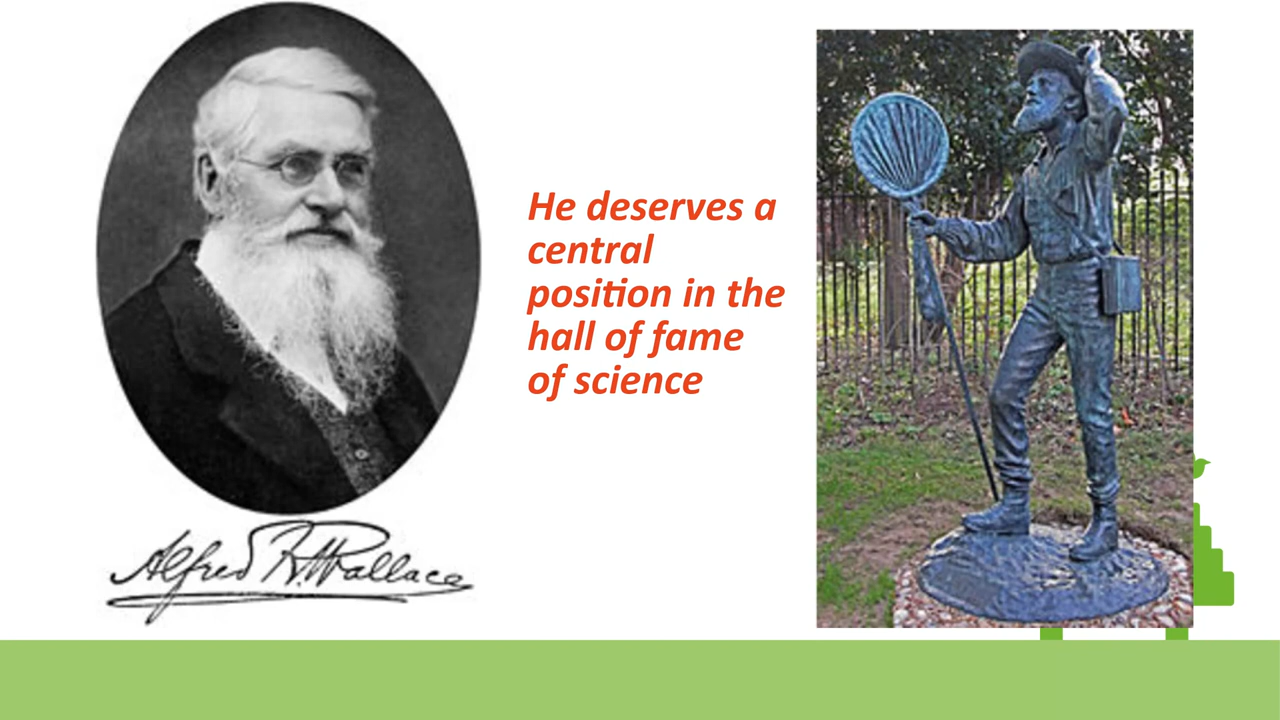 He deserves a
central
position in the
hall of fame
of science
Alfred R. Wallace